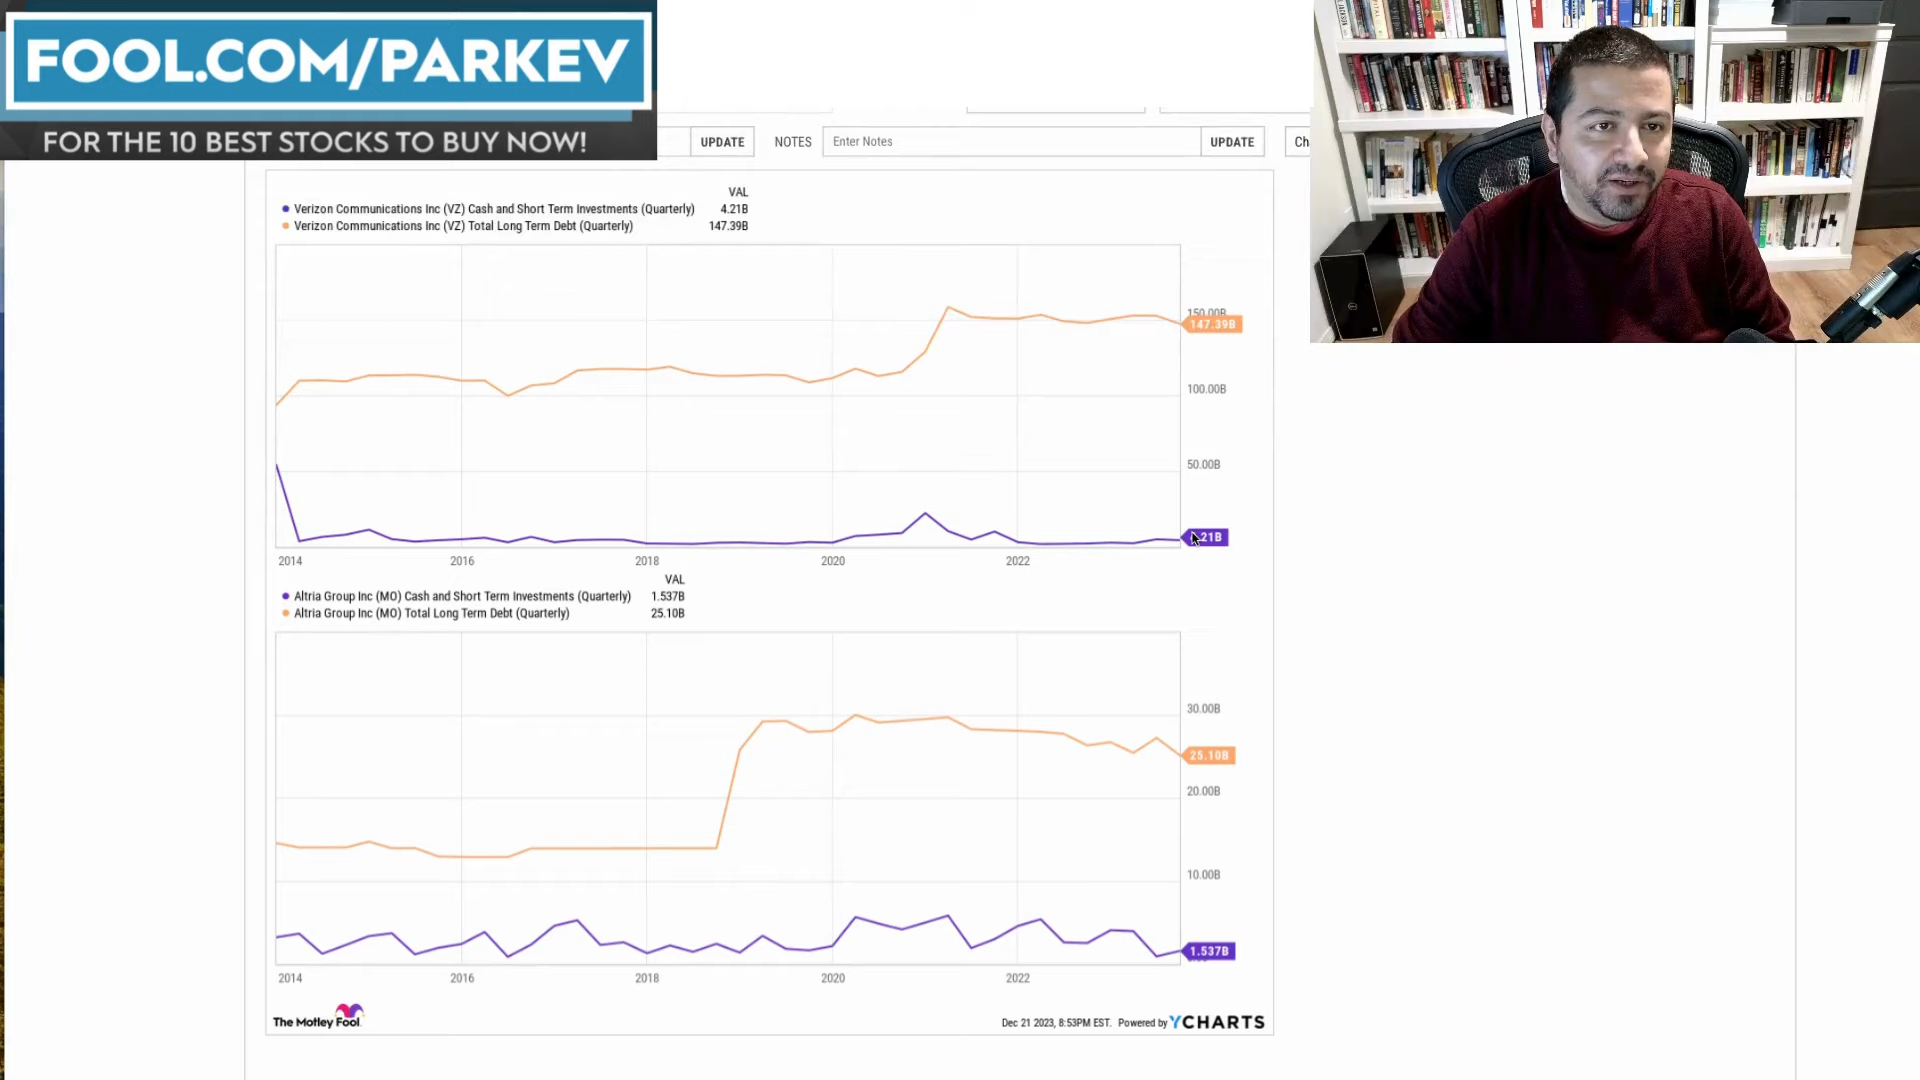 FOOL.COM/PARKEV
FOR THE 10 BEST STOCKS TO BUY NOW!
UPDATE NOTES Enter Notes UPDATE Ch
VAL
Verizon Communications Inc (VZ) Cash and Short Term Investments (Quarterly) 4.21B
Verizon Communications Inc (VZ) Total Long Term Debt (Quarterly) 147.39B
150.00B
147.39B
100.00B
50.00B
.21B
2014 2016 2018 2020 2022
VAL
Altria Group Inc (MO) Cash and Short Term Investments (Quarterly) 1.537B
Altria Group Inc (MO) Total Long Term Debt (Quarterly) 25.10B
30.00B
25.10B
20.00B
10.00B
1.537B
2014 2016 2018 2020 2022
The Motley Fool
Dec 21 2023, 8:53PM EST. Powered by YCHARTS